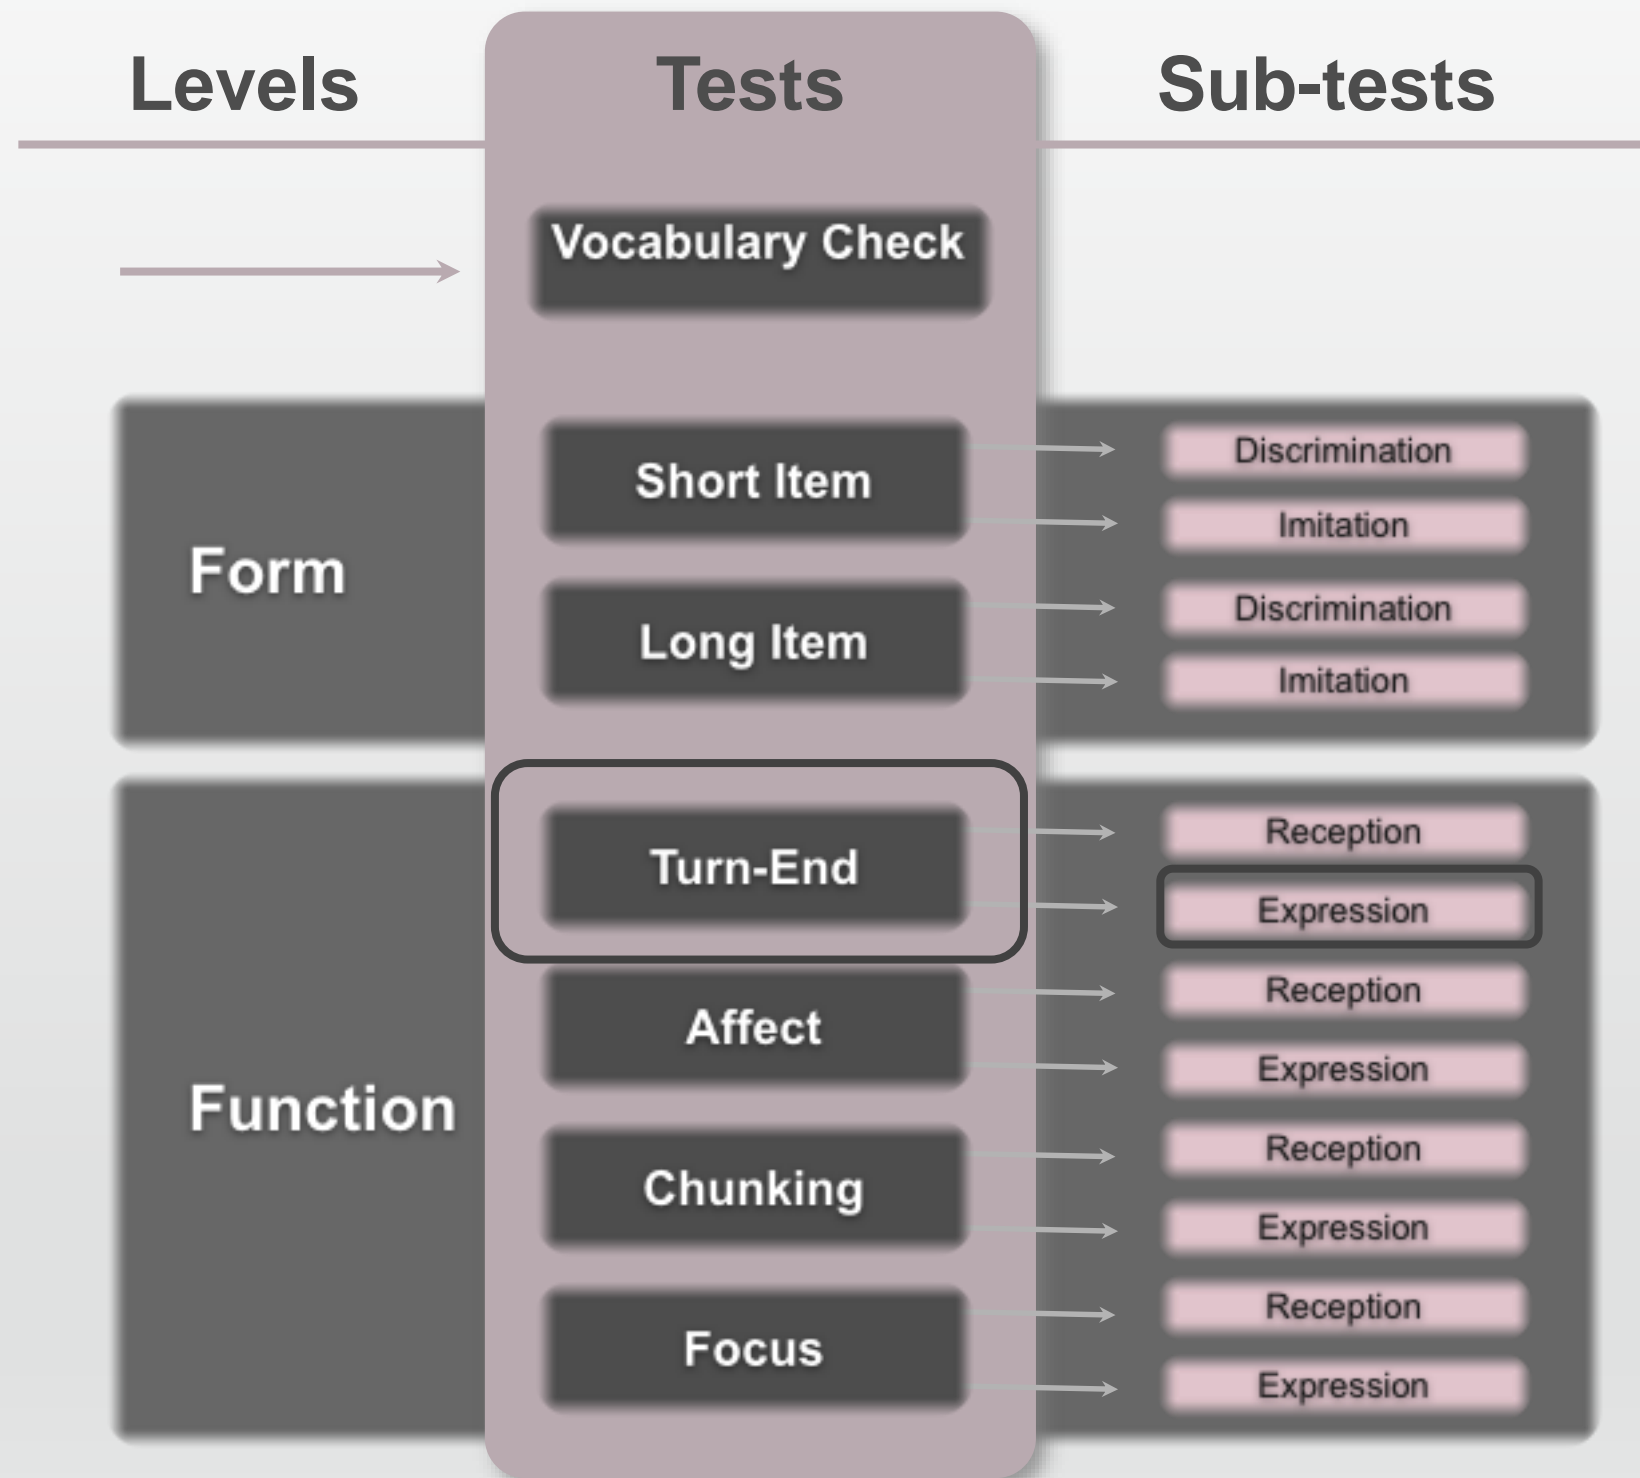 Levels
Tests
Sub-tests
Vocabulary Check
Form
Short Item
Discrimination
Imitation
Long Item
Discrimination
Imitation
Function
Turn-End
Reception
Expression
Affect
Reception
Expression
Chunking
Reception
Expression
Focus
Reception
Expression